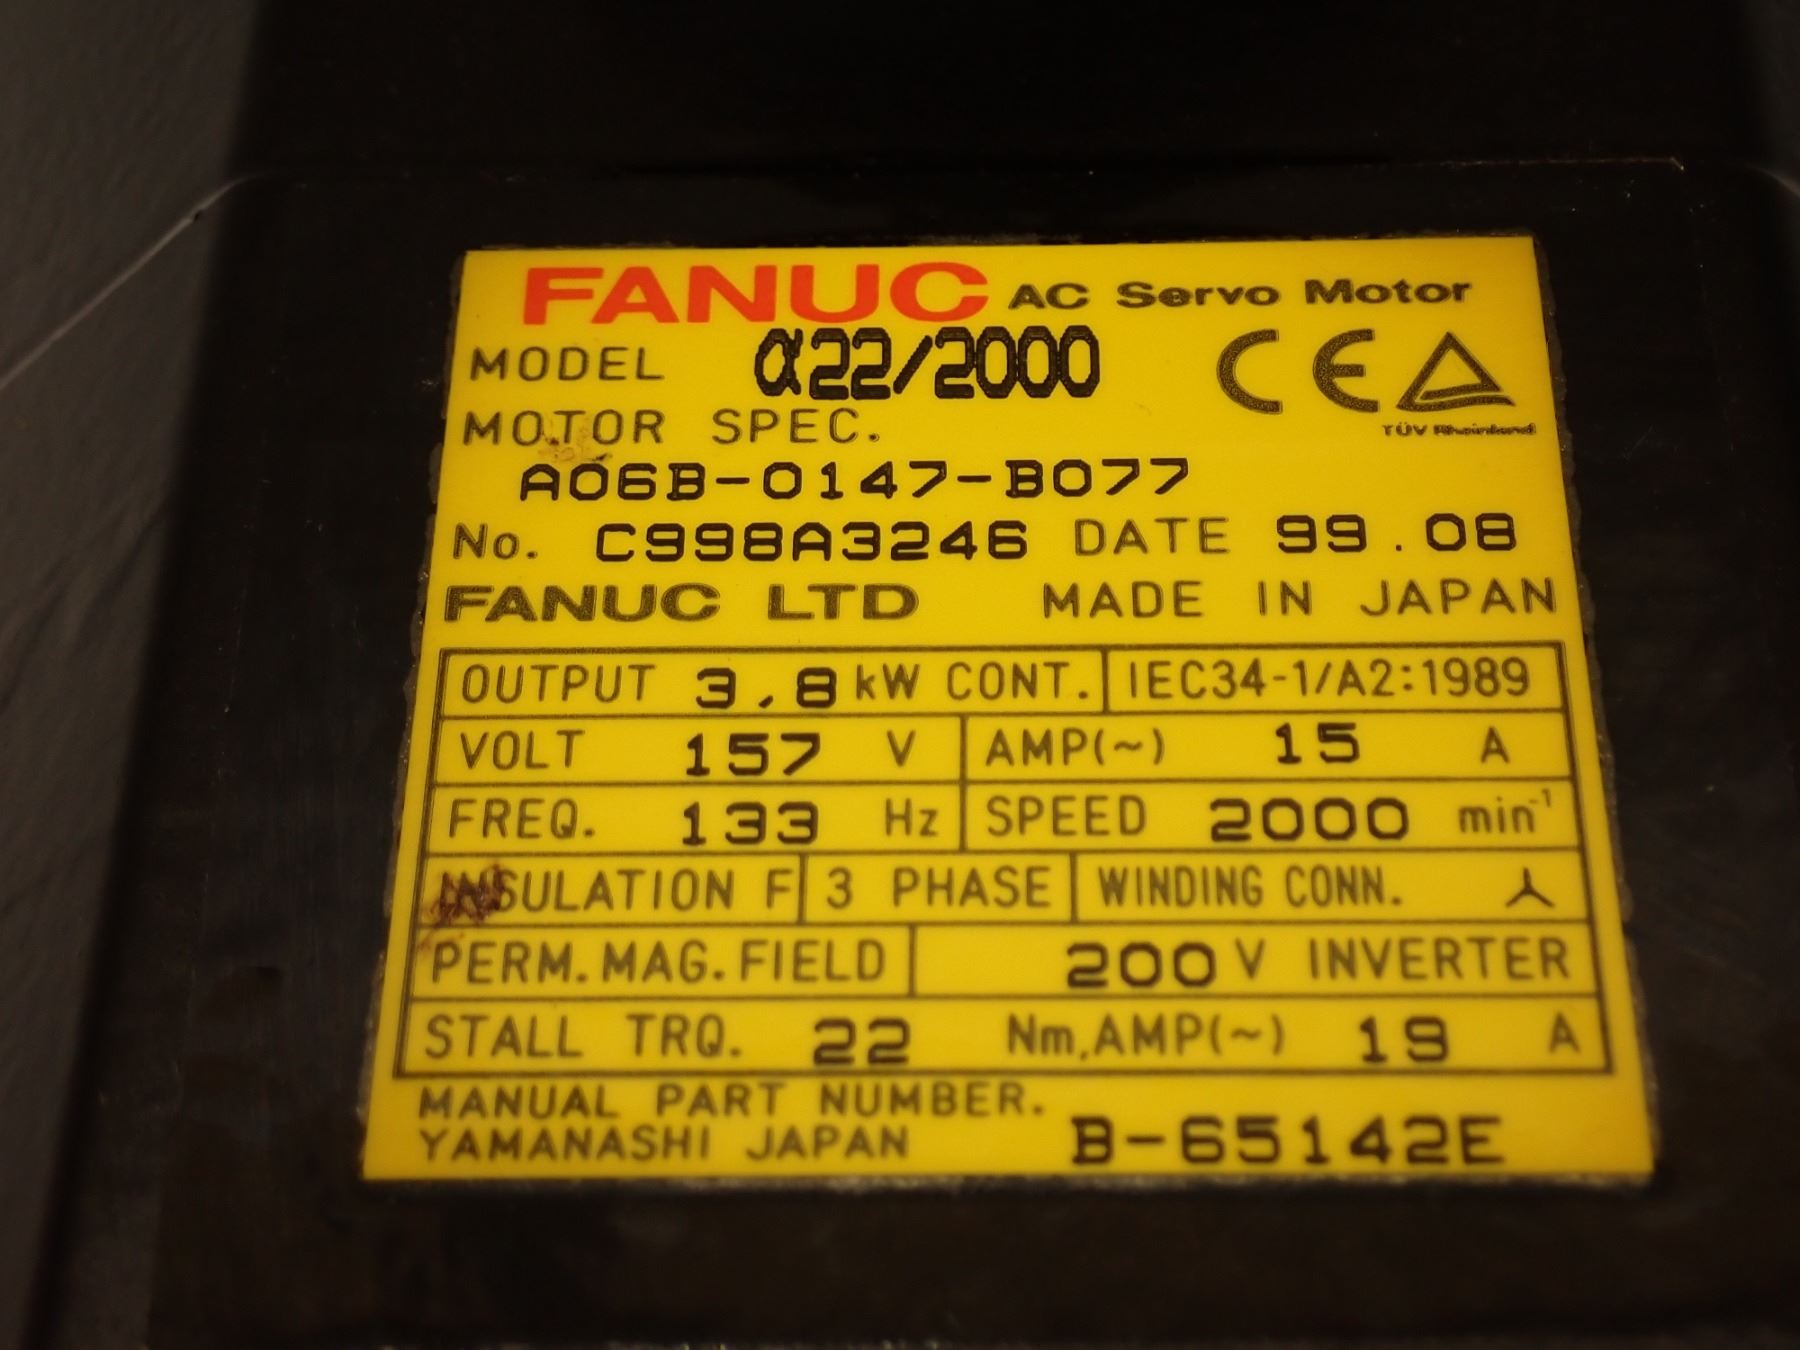 FANUC AC Servo Motor
MODEL α22/2000
CE
TÜV Rheinland
MOTOR SPEC.
A06B-0147-B077
No. C998A3246 DATE 99.08
FANUC LTD MADE IN JAPAN
OUTPUT 3.8 kW CONT. IEC34-1/A2:1989
VOLT 157 V AMP(~) 15 A
FREQ. 133 Hz SPEED 2000 min⁻¹
INSULATION F 3 PHASE WINDING CONN.
PERM.MAG.FIELD 200 V INVERTER
STALL TRQ. 22 Nm,AMP(~) 19 A
MANUAL PART NUMBER.
YAMANASHI JAPAN B-65142E